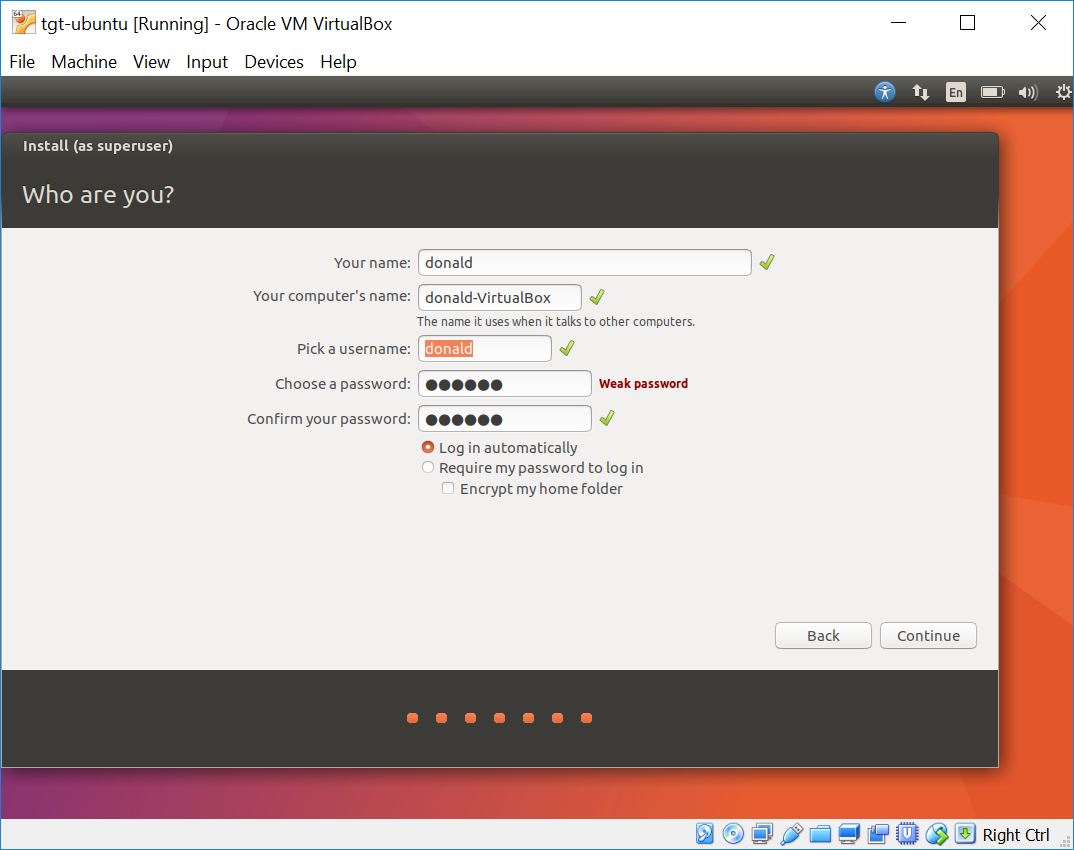 64
tgt-ubuntu [Running] - Oracle VM VirtualBox
File Machine View Input Devices Help
En
Install (as superuser)
Who are you?
Your name: donald
Your computer's name: donald-VirtualBox
The name it uses when it talks to other computers.
Pick a username: donald
Choose a password: ●●●●●● Weak password
Confirm your password: ●●●●●●
Log in automatically
Require my password to log in
Encrypt my home folder
Back Continue
Right Ctrl